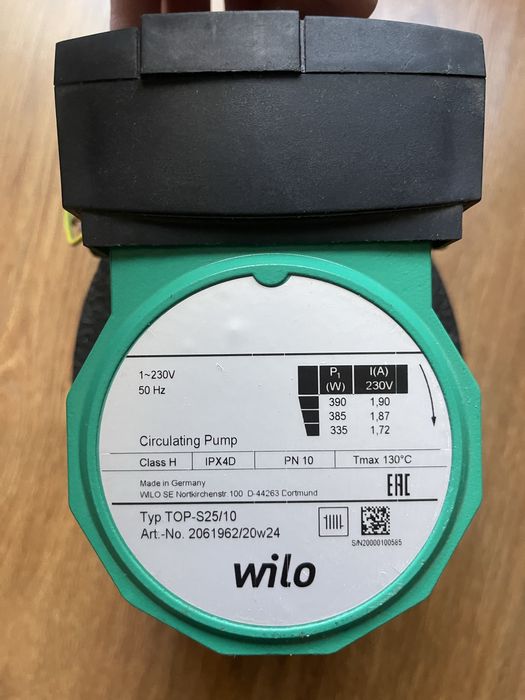 1~230V
50 Hz
P1 (W) I(A) 230V
390 1,90
385 1,87
335 1,72
Circulating Pump
Class H IPX4D PN 10 Tmax 130°C
Made in Germany
WILO SE Nortkirchenstr. 100 D-44263 Dortmund
EAC
Typ TOP-S25/10
Art.-No. 2061962/20w24
S/N20000100585
wilo